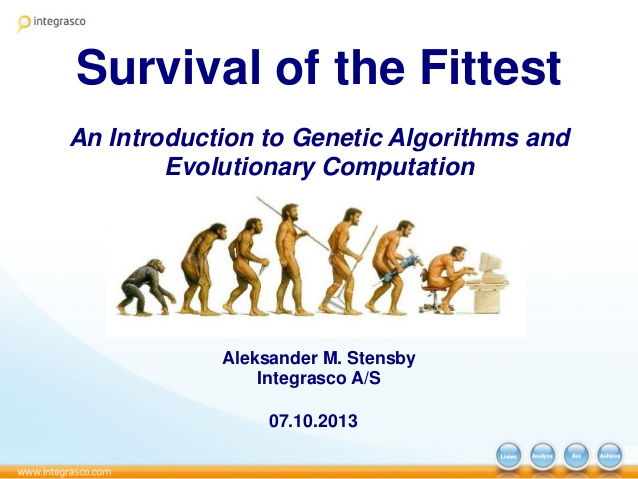 integrasco
Survival of the Fittest
An Introduction to Genetic Algorithms and
Evolutionary Computation
Aleksander M. Stensby
Integrasco A/S
07.10.2013
Listen Analyze Act Achieve
www.integrasco.com